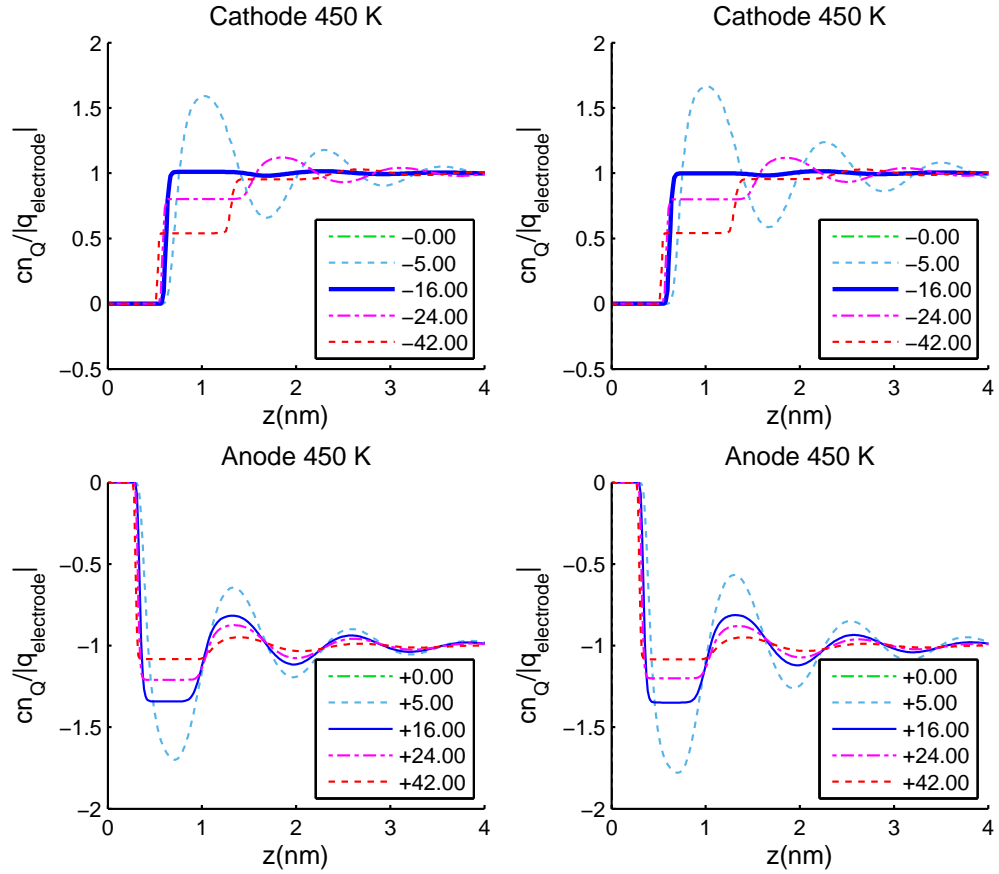 Cathode 450 K
2
1.5
1
0.5
0
−0.5
cn_Q/|q_electrode|
0 1 2 3 4
z(nm)
−0.00
−5.00
−16.00
−24.00
−42.00
Cathode 450 K
2
1.5
1
0.5
0
−0.5
cn_Q/|q_electrode|
0 1 2 3 4
z(nm)
−0.00
−5.00
−16.00
−24.00
−42.00
Anode 450 K
0
−0.5
−1
−1.5
−2
cn_Q/|q_electrode|
0 1 2 3 4
z(nm)
+0.00
+5.00
+16.00
+24.00
+42.00
Anode 450 K
0
−0.5
−1
−1.5
−2
cn_Q/|q_electrode|
0 1 2 3 4
z(nm)
+0.00
+5.00
+16.00
+24.00
+42.00